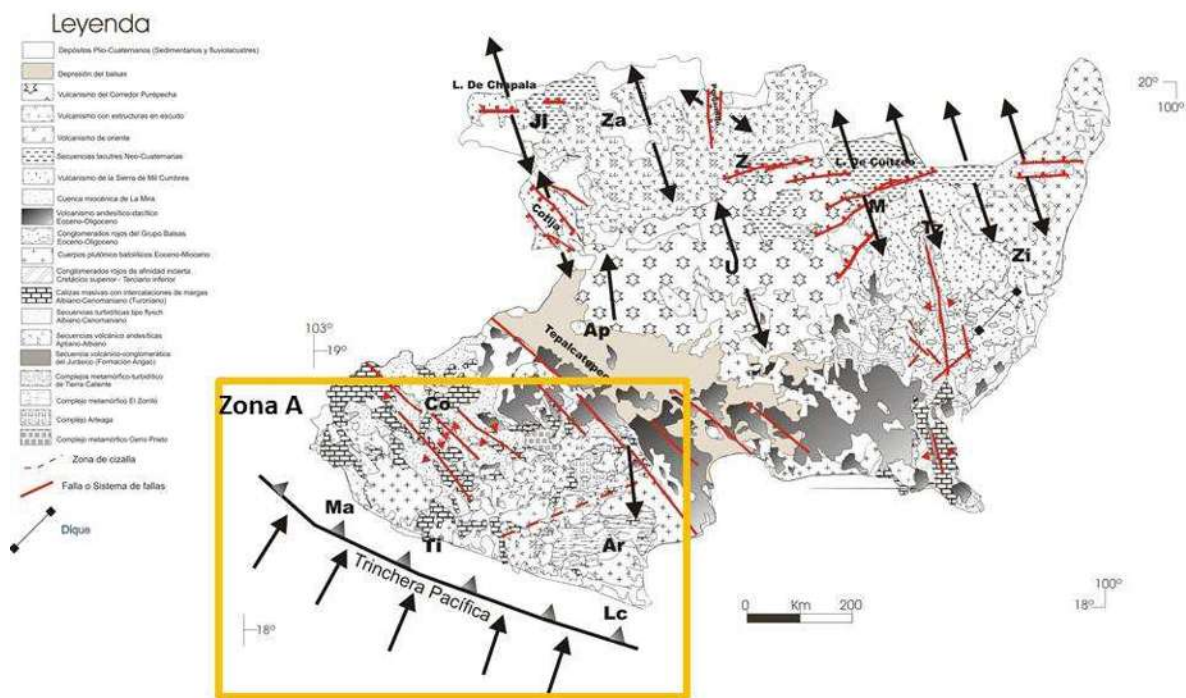 Leyenda
Depósitos Plio-Cuaternarios (Sedimentarios y fluviolacustres)
Depresión del balsas
Vulcanismo del Corredor Purépecha
Vulcanismo con estructuras en escudo
Volcanismo de oriente
Secuencias lacutres Neo-Cuaternarias
Vulcanismo de la Sierra de Mil Cumbres
Cuenca miocénica de La Mira
Volcanismo andesítico-dacítico
Eoceno-Oligoceno
Conglomerados rojos del Grupo Balsas
Eoceno-Oligoceno
Cuerpos plutónico batolíticos Eoceno-Mioceno
Conglomerados rojos de afinidad incierta
Cretácico superior - Terciario inferior
Calizas masivas con intercalaciones de margas
Albiano-Cenomaniano (Turoniano)
Secuencias turbidíticas tipo flysch
Albiano-Cenomaniano
Secuencias volcánico andesíticas
Aptiano-Albiano
Secuencia volcánico-conglomerática
del Jurásico (Formación Angao)
Complejos metamórfico-turbidítico
de Tierra Caliente
Complejo metamórfico El Zorrillo
Complejo Arteaga
Complejo metamórfico Cerro Prieto
Zona de cizalla
Falla o Sistema de fallas
Dique
L. De Chapala
Ji
Za
20°
100°
Z
L. De Cuitzeo
Cotija
M
Tz
U
Zi
103°
19°
Ap
Tepalcatepec
Zona A
Co
Ma
Ti
Ar
Trinchera Pacífica
Lc
18°
0 Km 200
100°
18°